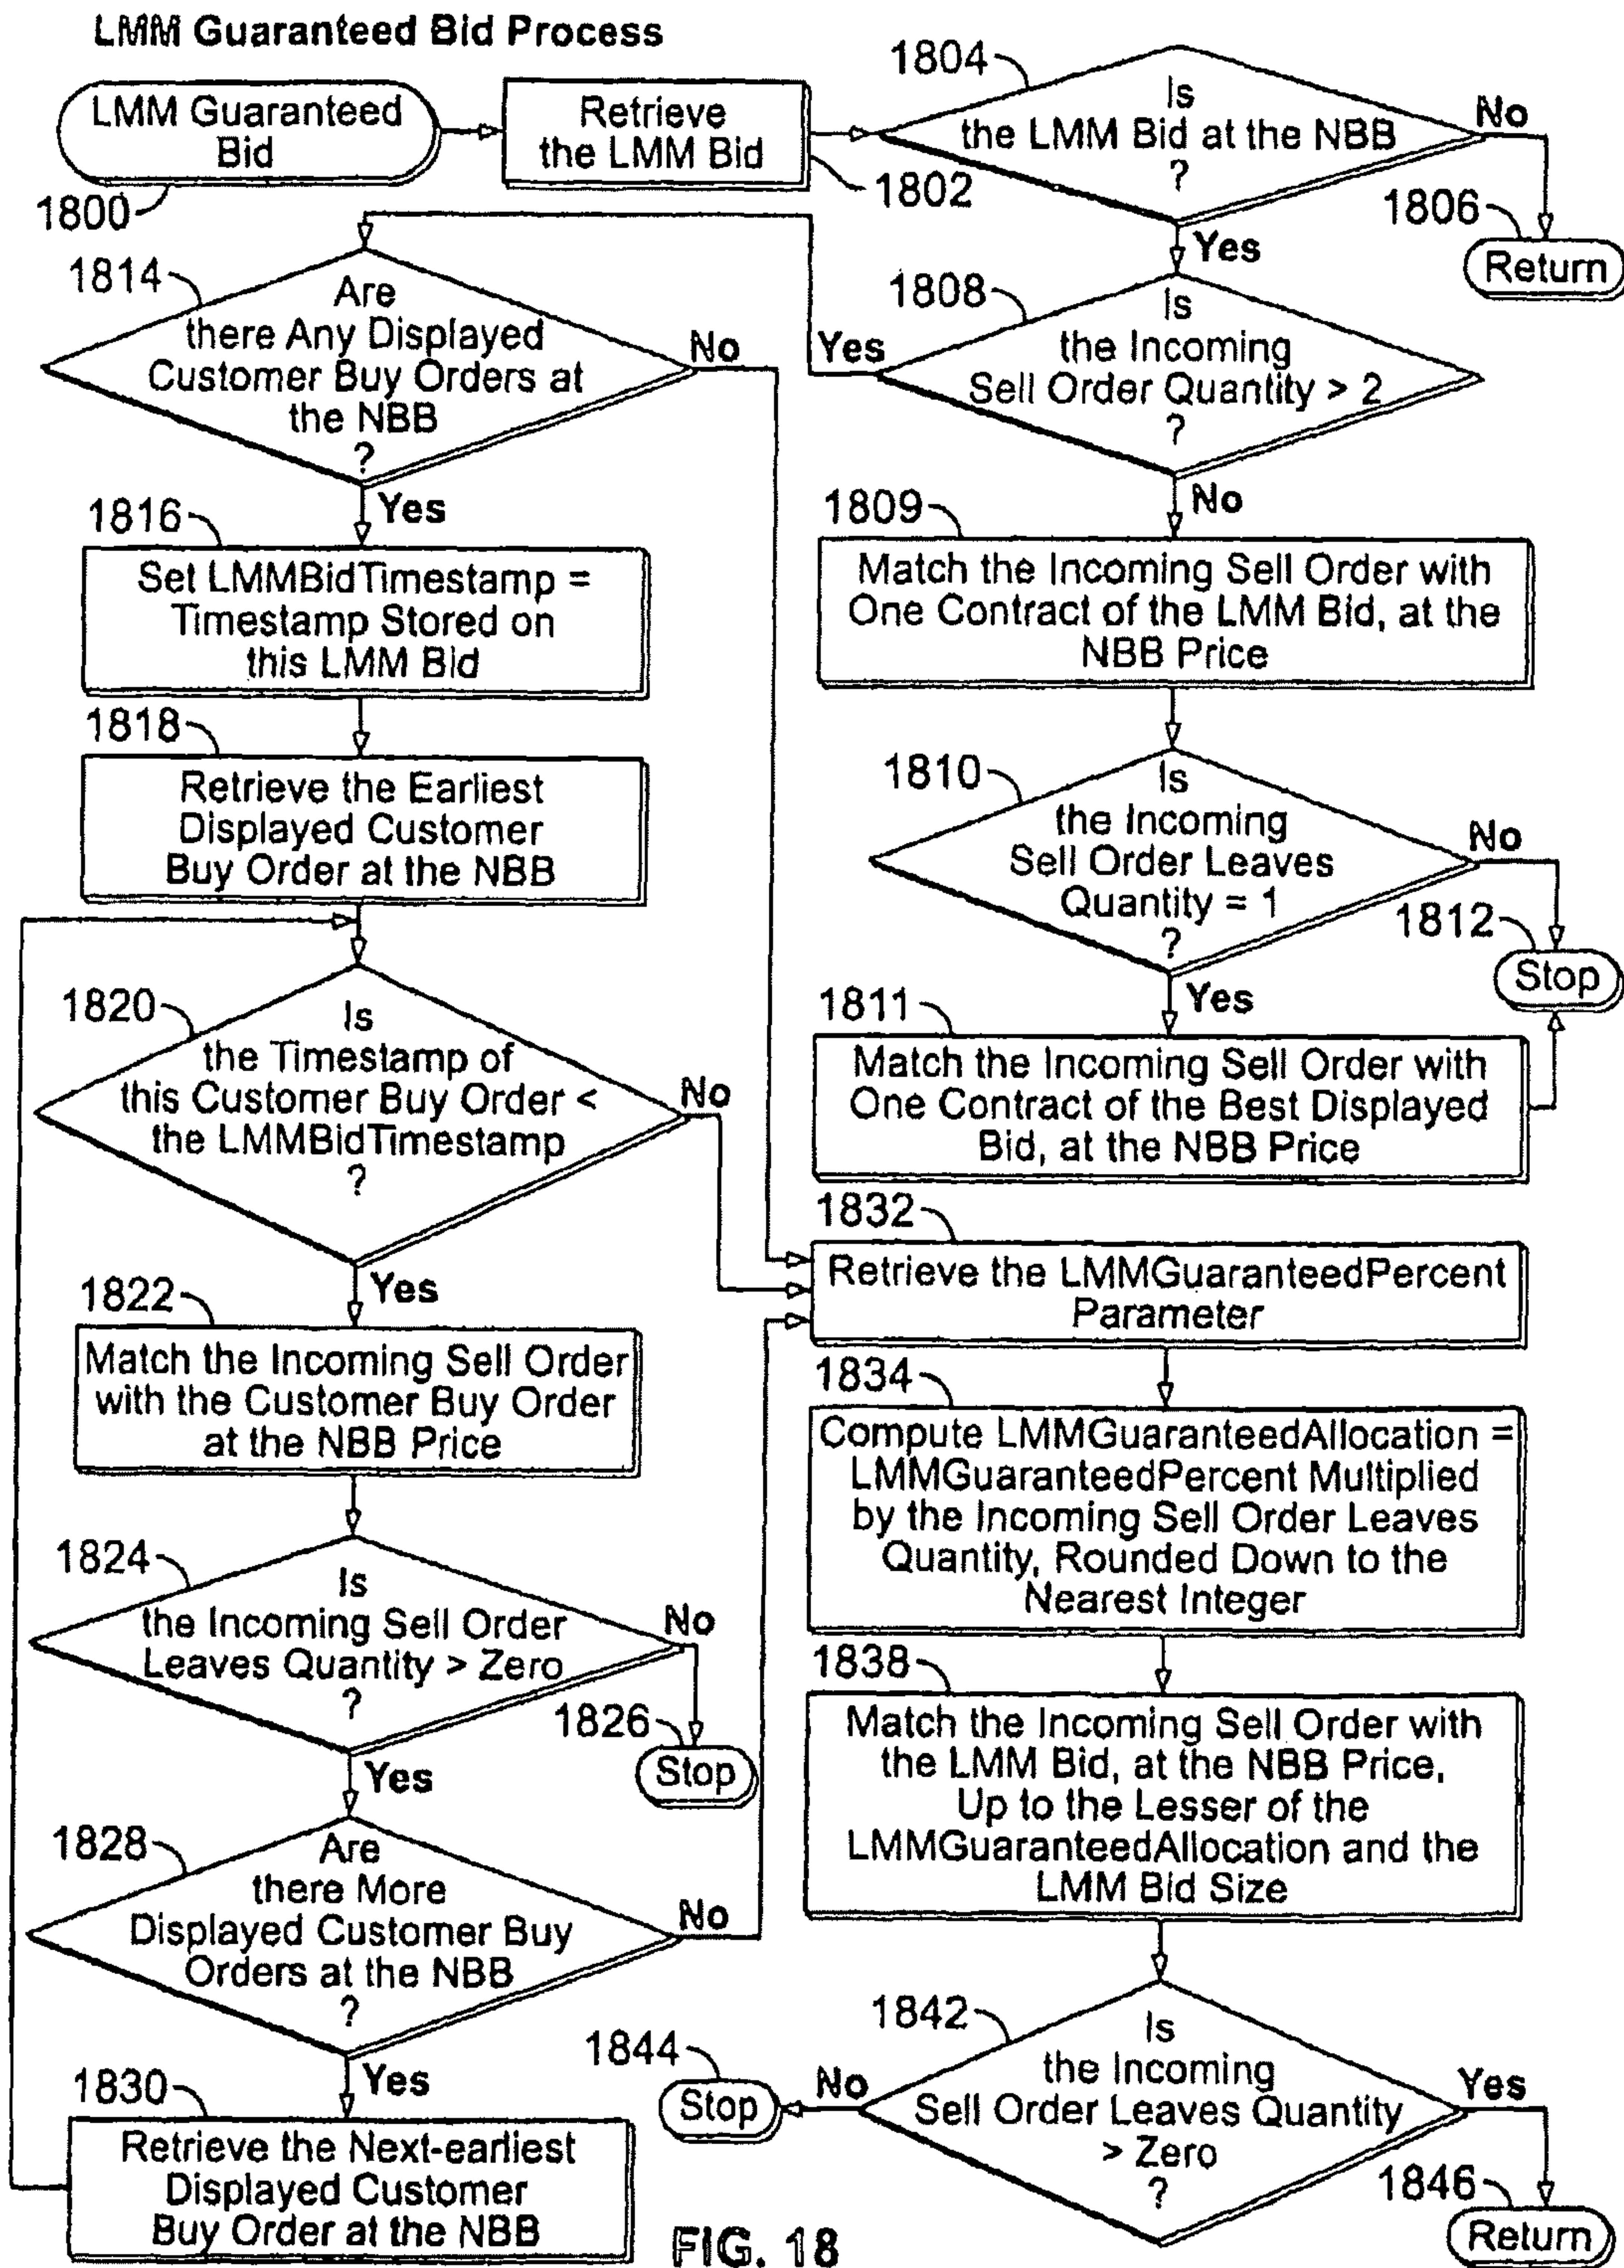 LMM Guaranteed Bid Process
LMM Guaranteed
Bid
1800
Retrieve
the LMM Bid
1802
1804
Is
the LMM Bid at the NBB
?
No
1806
Return
Yes
1808
Is
the Incoming
Sell Order Quantity > 2
?
Yes
No
1809
Match the Incoming Sell Order with
One Contract of the LMM Bid, at the
NBB Price
1810
Is
the Incoming
Sell Order Leaves
Quantity = 1
?
No
1812
Stop
Yes
1811
Match the Incoming Sell Order with
One Contract of the Best Displayed
Bid, at the NBB Price
1814
Are
there Any Displayed
Customer Buy Orders at
the NBB
?
No
Yes
1816
Set LMMBidTimestamp =
Timestamp Stored on
this LMM Bid
1818
Retrieve the Earliest
Displayed Customer
Buy Order at the NBB
1820
Is
the Timestamp of
this Customer Buy Order <
the LMMBidTimestamp
?
No
Yes
1822
Match the Incoming Sell Order
with the Customer Buy Order
at the NBB Price
1824
Is
the Incoming Sell Order
Leaves Quantity > Zero
?
No
1826
Stop
Yes
1828
Are
there More
Displayed Customer Buy
Orders at the NBB
?
No
Yes
1830
Retrieve the Next-earliest
Displayed Customer
Buy Order at the NBB
1832
Retrieve the LMMGuaranteedPercent
Parameter
1834
Compute LMMGuaranteedAllocation =
LMMGuaranteedPercent Multiplied
by the Incoming Sell Order Leaves
Quantity, Rounded Down to the
Nearest Integer
1838
Match the Incoming Sell Order with
the LMM Bid, at the NBB Price,
Up to the Lesser of the
LMMGuaranteedAllocation and the
LMM Bid Size
1842
Is
the Incoming
Sell Order Leaves Quantity
> Zero
?
No
1844
Stop
Yes
1846
Return
FIG. 18